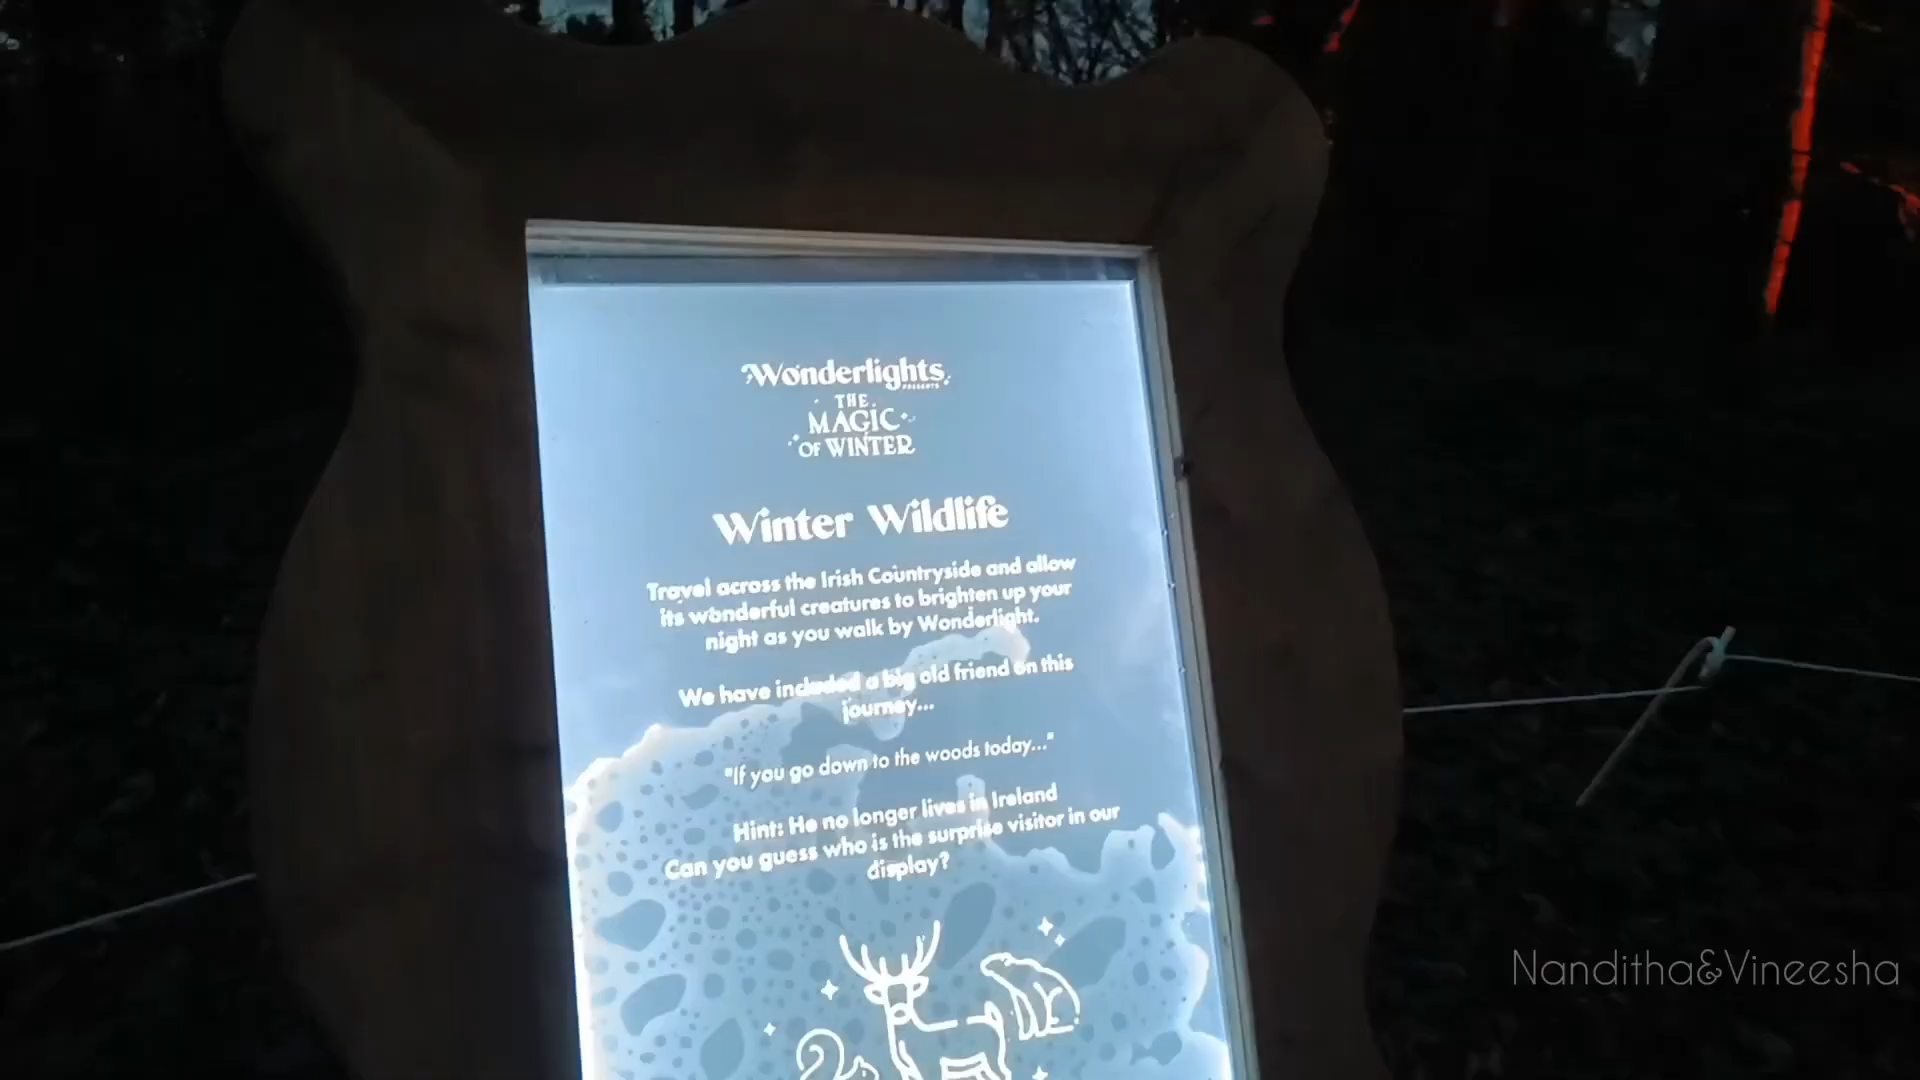 Wonderlights
PRESENTS
THE
MAGIC
OF WINTER
Winter Wildlife
Travel across the Irish Countryside and allow
its wonderful creatures to brighten up your
night as you walk by Wonderlight.
We have included a big old friend on this
journey...
"If you go down to the woods today..."
Hint: He no longer lives in Ireland
Can you guess who is the surprise visitor in our
display?
Nanditha&Vineesha